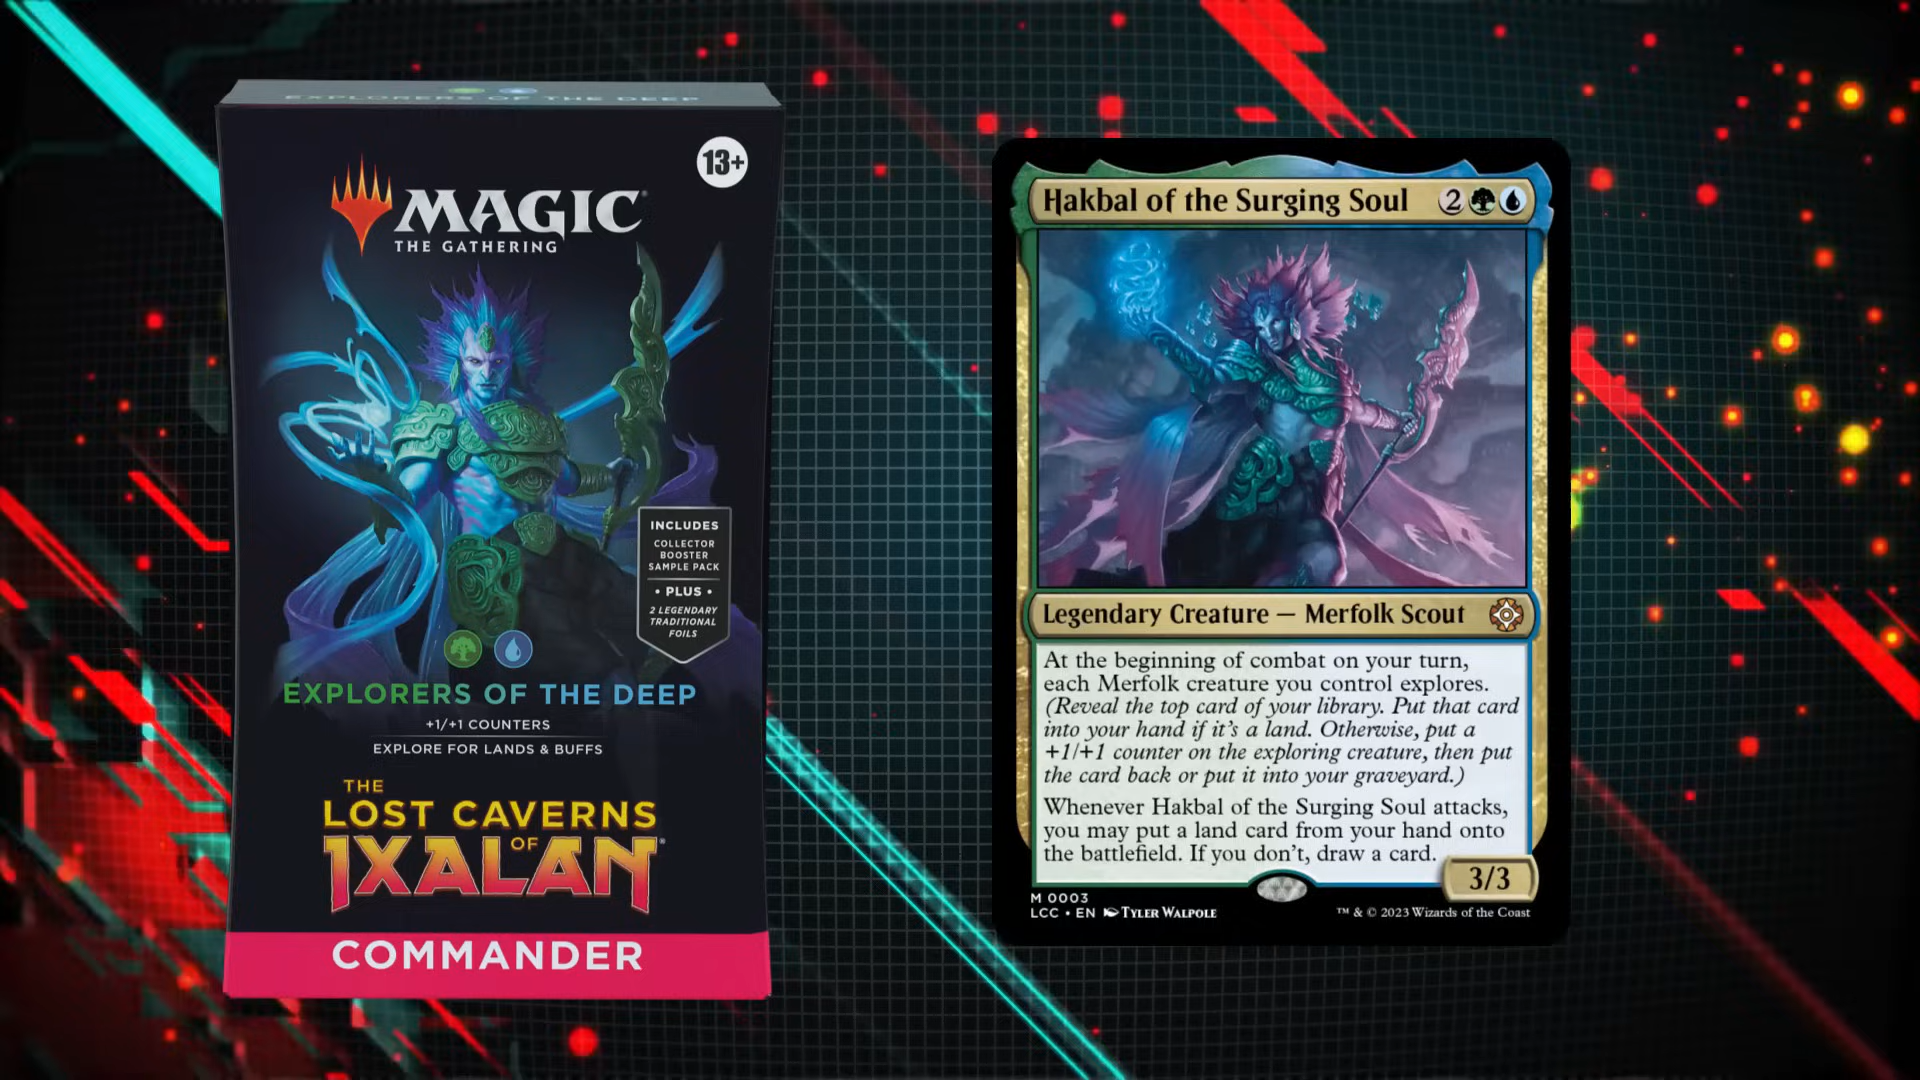 EXPLORERS OF THE DEEP
13+
MAGIC
THE GATHERING
INCLUDES
COLLECTOR
BOOSTER
SAMPLE PACK
• PLUS •
2 LEGENDARY
TRADITIONAL
FOILS
EXPLORERS OF THE DEEP
+1/+1 COUNTERS
EXPLORE FOR LANDS & BUFFS
THE
LOST CAVERNS
OF
IXALAN
COMMANDER
Hakbal of the Surging Soul 2
Legendary Creature — Merfolk Scout
At the beginning of combat on your turn,
each Merfolk creature you control explores.
(Reveal the top card of your library. Put that card
into your hand if it's a land. Otherwise, put a
+1/+1 counter on the exploring creature, then put
the card back or put it into your graveyard.)
Whenever Hakbal of the Surging Soul attacks,
you may put a land card from your hand onto
the battlefield. If you don't, draw a card.
3/3
M 0003
LCC • EN TYLER WALPOLE
™ & © 2023 Wizards of the Coast